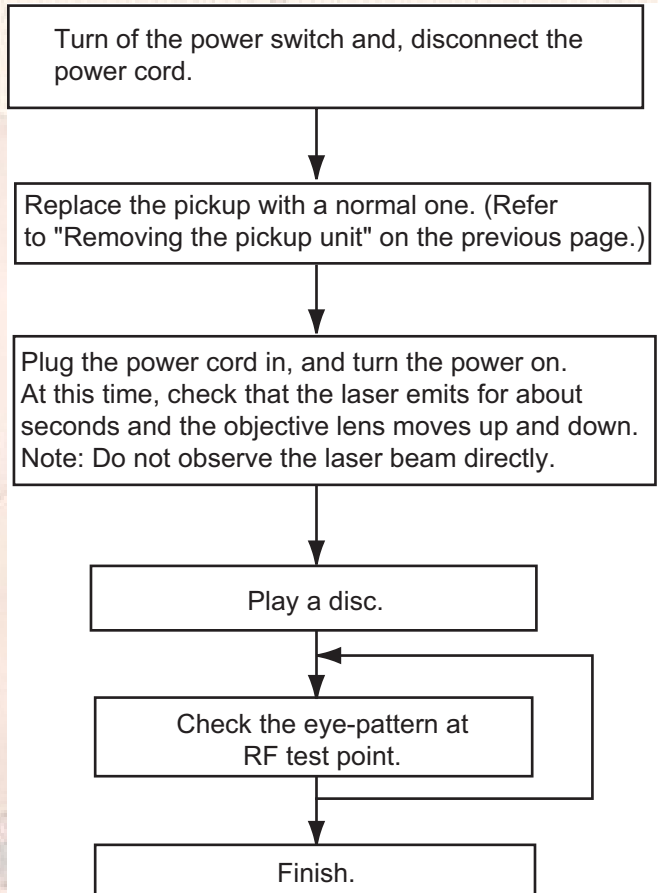 Turn of the power switch and, disconnect the
power cord.
Replace the pickup with a normal one. (Refer
to "Removing the pickup unit" on the previous page.)
Plug the power cord in, and turn the power on.
At this time, check that the laser emits for about
seconds and the objective lens moves up and down.
Note: Do not observe the laser beam directly.
Play a disc.
Check the eye-pattern at
RF test point.
Finish.